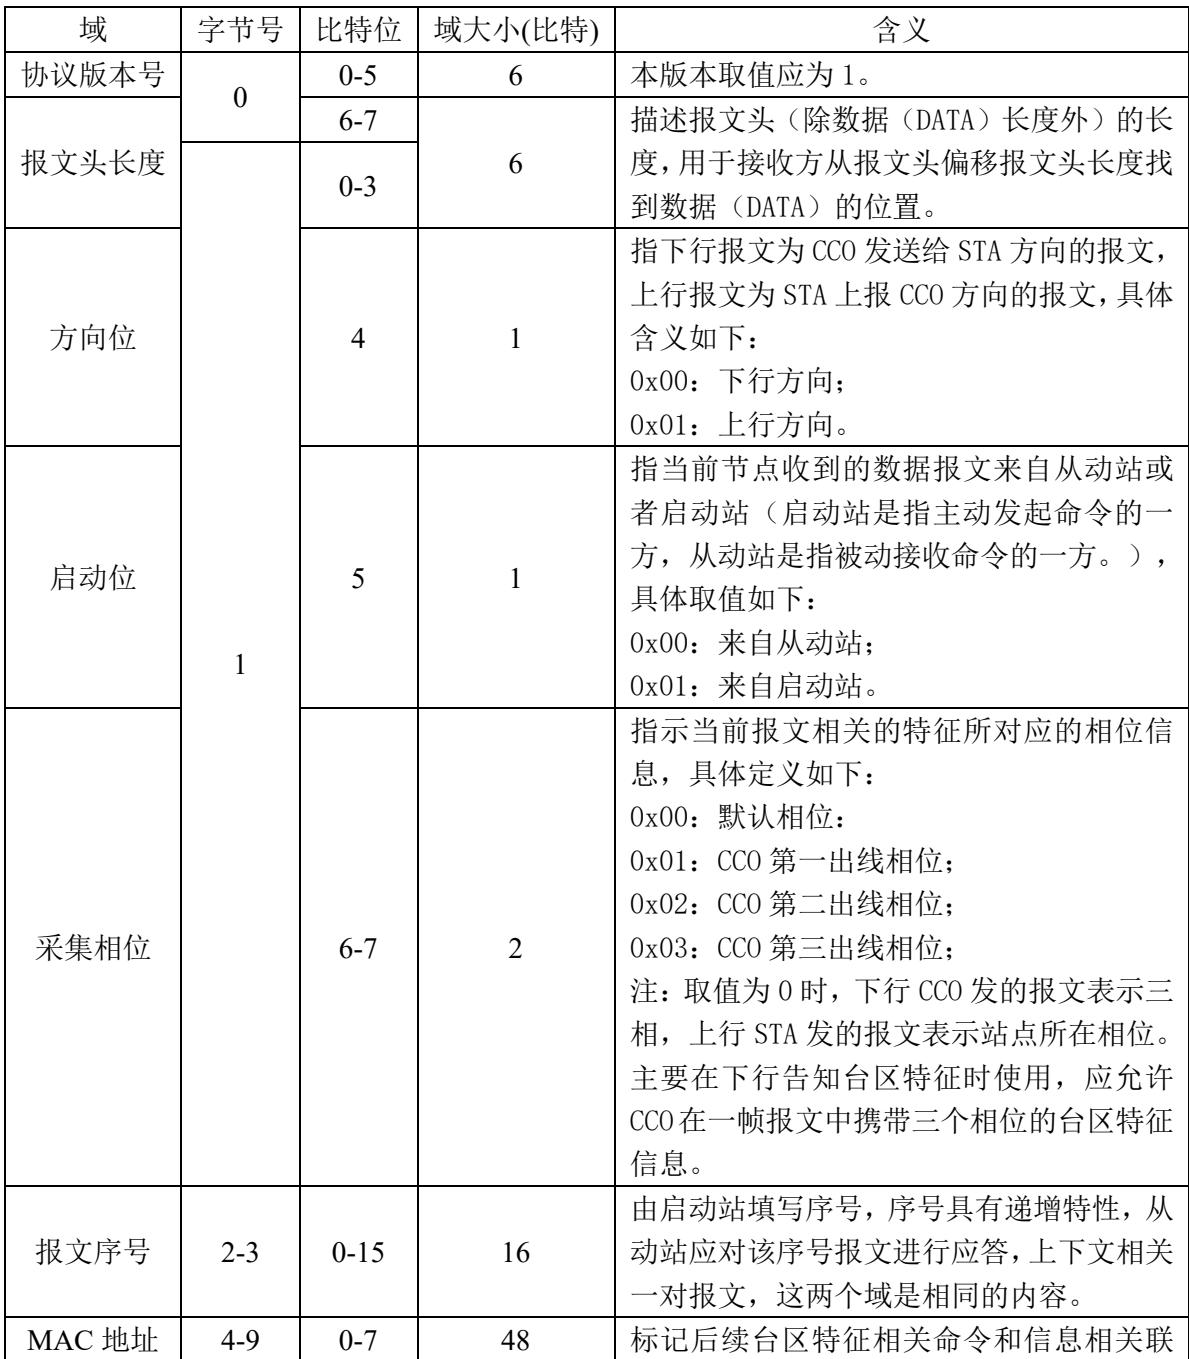 域 字节号 比特位 域大小(比特) 含义
协议版本号 0 0-5 6 本版本取值应为 1。
报文头长度 6-7 6 描述报文头（除数据（DATA）长度外）的长
1 0-3 度，用于接收方从报文头偏移报文头长度找
到数据（DATA）的位置。
方向位 4 1 指下行报文为 CCO 发送给 STA 方向的报文，
上行报文为 STA 上报 CCO 方向的报文，具体
含义如下：
0x00：下行方向；
0x01：上行方向。
启动位 5 1 指当前节点收到的数据报文来自从动站或
者启动站（启动站是指主动发起命令的一
方，从动站是指被动接收命令的一方。），
具体取值如下：
0x00：来自从动站；
0x01：来自启动站。
采集相位 6-7 2 指示当前报文相关的特征所对应的相位信
息，具体定义如下：
0x00：默认相位：
0x01：CCO 第一出线相位；
0x02：CCO 第二出线相位；
0x03：CCO 第三出线相位；
注：取值为 0 时，下行 CCO 发的报文表示三
相，上行 STA 发的报文表示站点所在相位。
主要在下行告知台区特征时使用，应允许
CCO 在一帧报文中携带三个相位的台区特征
信息。
报文序号 2-3 0-15 16 由启动站填写序号，序号具有递增特性，从
动站应对该序号报文进行应答，上下文相关
一对报文，这两个域是相同的内容。
MAC 地址 4-9 0-7 48 标记后续台区特征相关命令和信息相关联